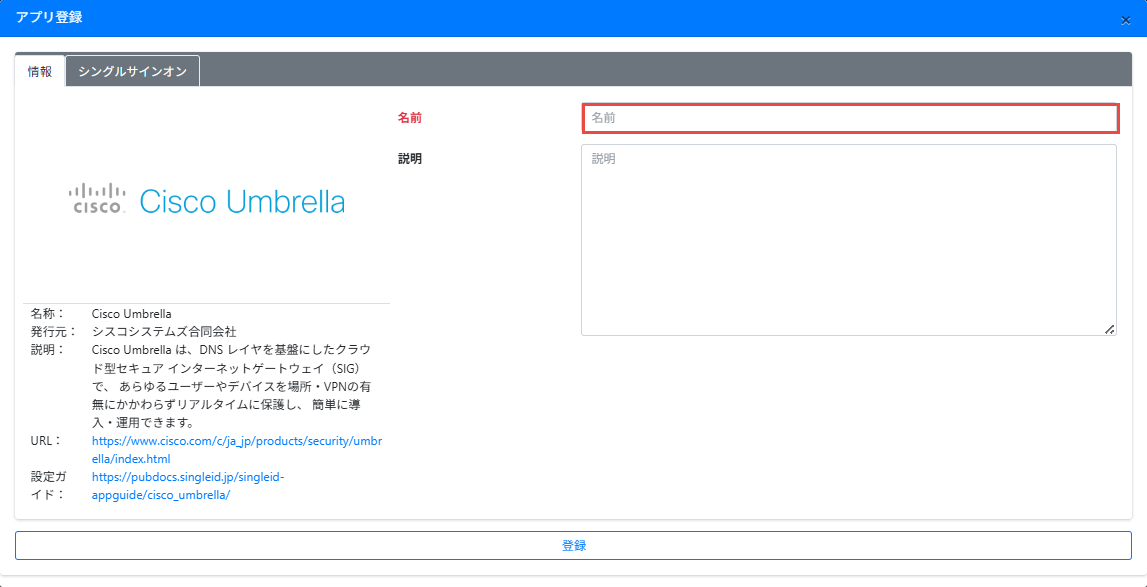 アプリ登録
×
情報
シングルサインオン
名前
名前
説明
説明
cisco. Cisco Umbrella
名称： Cisco Umbrella
発行元： シスコシステムズ合同会社
説明： Cisco Umbrella は、DNS レイヤを基盤にしたクラウ
ド型セキュア インターネットゲートウェイ（SIG）
で、 あらゆるユーザーやデバイスを場所・VPNの有
無にかかわらずリアルタイムに保護し、 簡単に導
入・運用できます。
URL： https://www.cisco.com/c/ja_jp/products/security/umbr
ella/index.html
設定ガ https://pubdocs.singleid.jp/singleid-
イド： appguide/cisco_umbrella/
登録